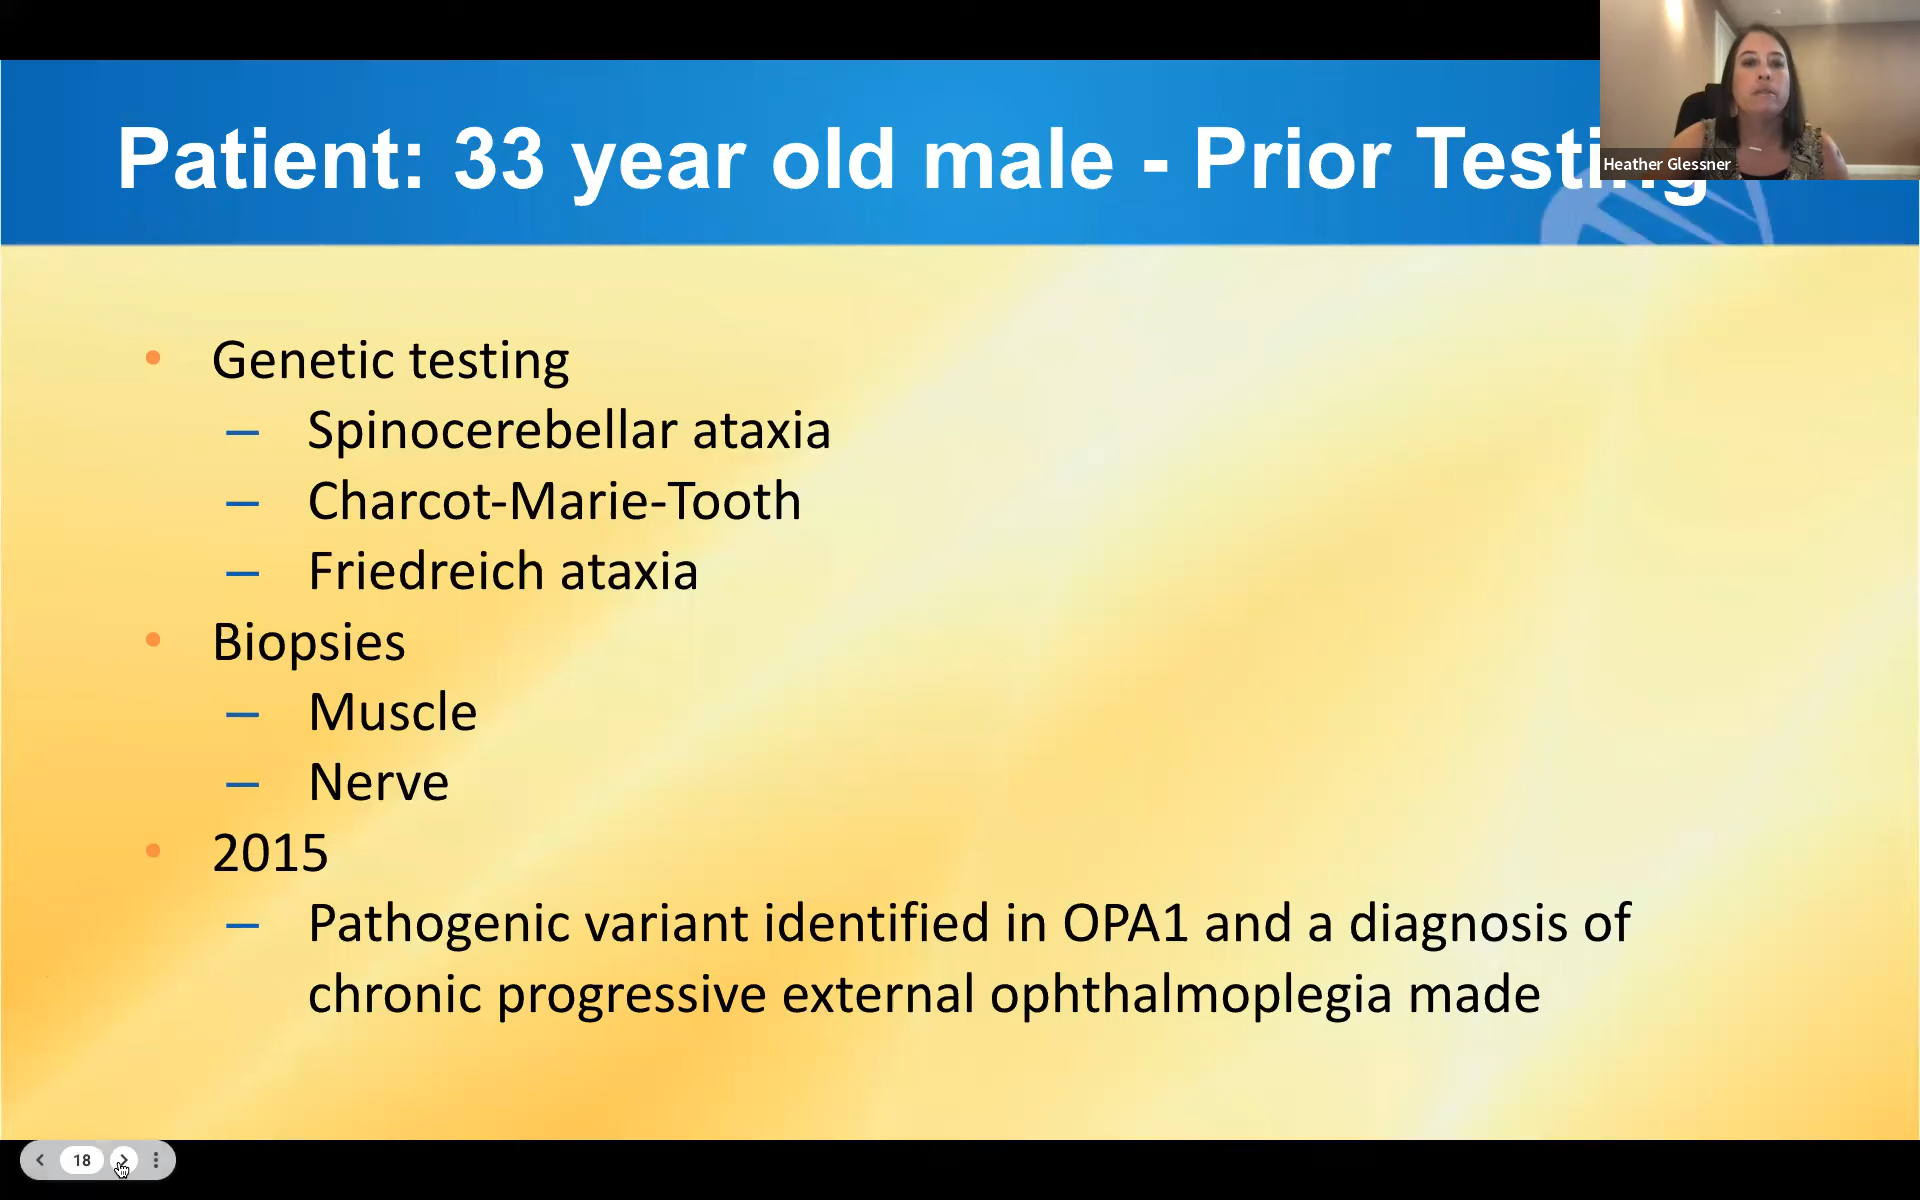 Patient: 33 year old male - Prior Testing
Heather Glessner
• Genetic testing
– Spinocerebellar ataxia
– Charcot-Marie-Tooth
– Friedreich ataxia
• Biopsies
– Muscle
– Nerve
• 2015
– Pathogenic variant identified in OPA1 and a diagnosis of
chronic progressive external ophthalmoplegia made
18